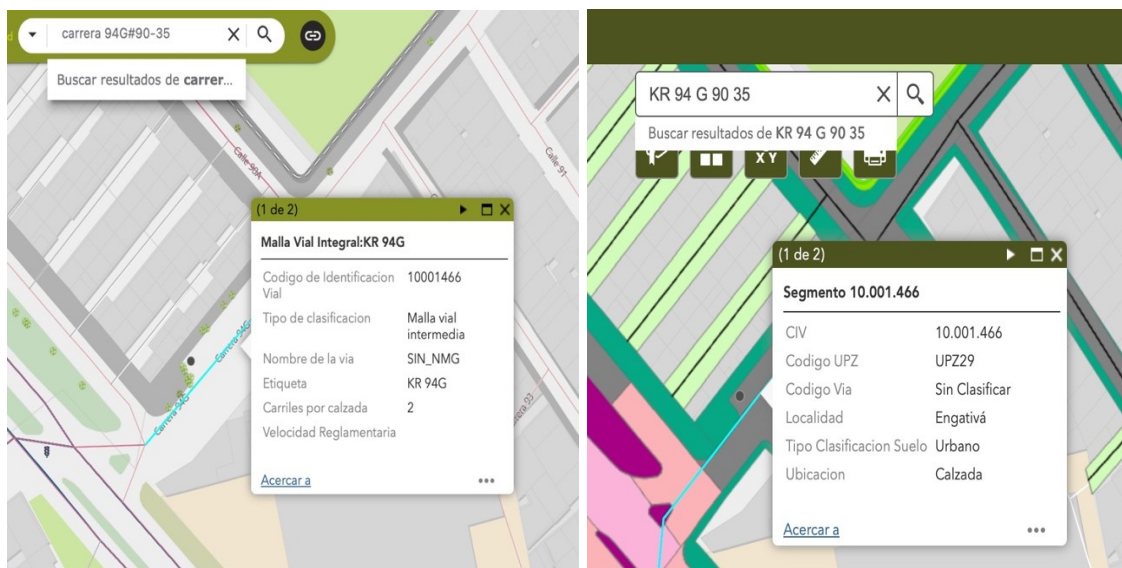 d
carrera 94G#90-35
Buscar resultados de carrer...
Calle 90A
Calle 91
(1 de 2)
Malla Vial Integral:KR 94G
Codigo de Identificacion Vial 10001466
Tipo de clasificacion Malla vial intermedia
Nombre de la via SIN_NMG
Etiqueta KR 94G
Carriles por calzada 2
Velocidad Reglamentaria
Acercar a
Carrera 94G
Carrera 94G
KR 94 G 90 35
Buscar resultados de KR 94 G 90 35
X Y
(1 de 2)
Segmento 10.001.466
CIV 10.001.466
Codigo UPZ UPZ29
Codigo Via Sin Clasificar
Localidad Engativá
Tipo Clasificacion Suelo Urbano
Ubicacion Calzada
Acercar a